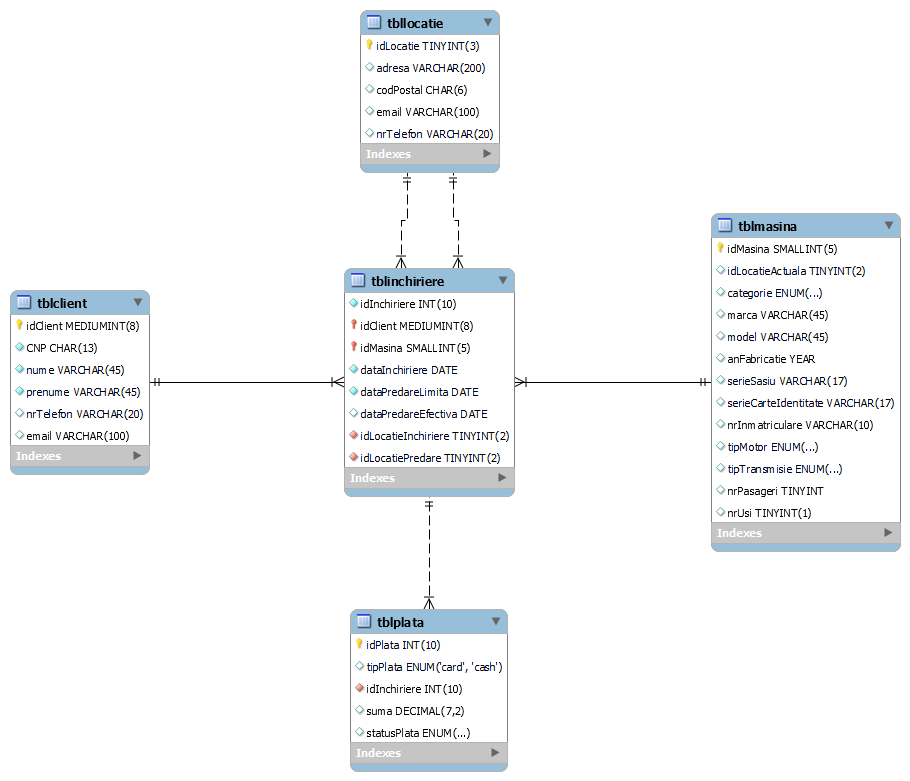 tbllocatie
idLocatie TINYINT(3)
adresa VARCHAR(200)
codPostal CHAR(6)
email VARCHAR(100)
nrTelefon VARCHAR(20)
Indexes
tblclient
idClient MEDIUMINT(8)
CNP CHAR(13)
nume VARCHAR(45)
prenume VARCHAR(45)
nrTelefon VARCHAR(20)
email VARCHAR(100)
Indexes
tblinchiriere
idInchiriere INT(10)
idClient MEDIUMINT(8)
idMasina SMALLINT(5)
dataInchiriere DATE
dataPredareLimita DATE
dataPredareEfectiva DATE
idLocatieInchiriere TINYINT(2)
idLocatiePredare TINYINT(2)
Indexes
tblmasina
idMasina SMALLINT(5)
idLocatieActuala TINYINT(2)
categorie ENUM(...)
marca VARCHAR(45)
model VARCHAR(45)
anFabricatie YEAR
serieSasiu VARCHAR(17)
serieCarteIdentitate VARCHAR(17)
nrInmatriculare VARCHAR(10)
tipMotor ENUM(...)
tipTransmisie ENUM(...)
nrPasageri TINYINT
nrUsi TINYINT(1)
Indexes
tblplata
idPlata INT(10)
tipPlata ENUM('card', 'cash')
idInchiriere INT(10)
suma DECIMAL(7,2)
statusPlata ENUM(...)
Indexes